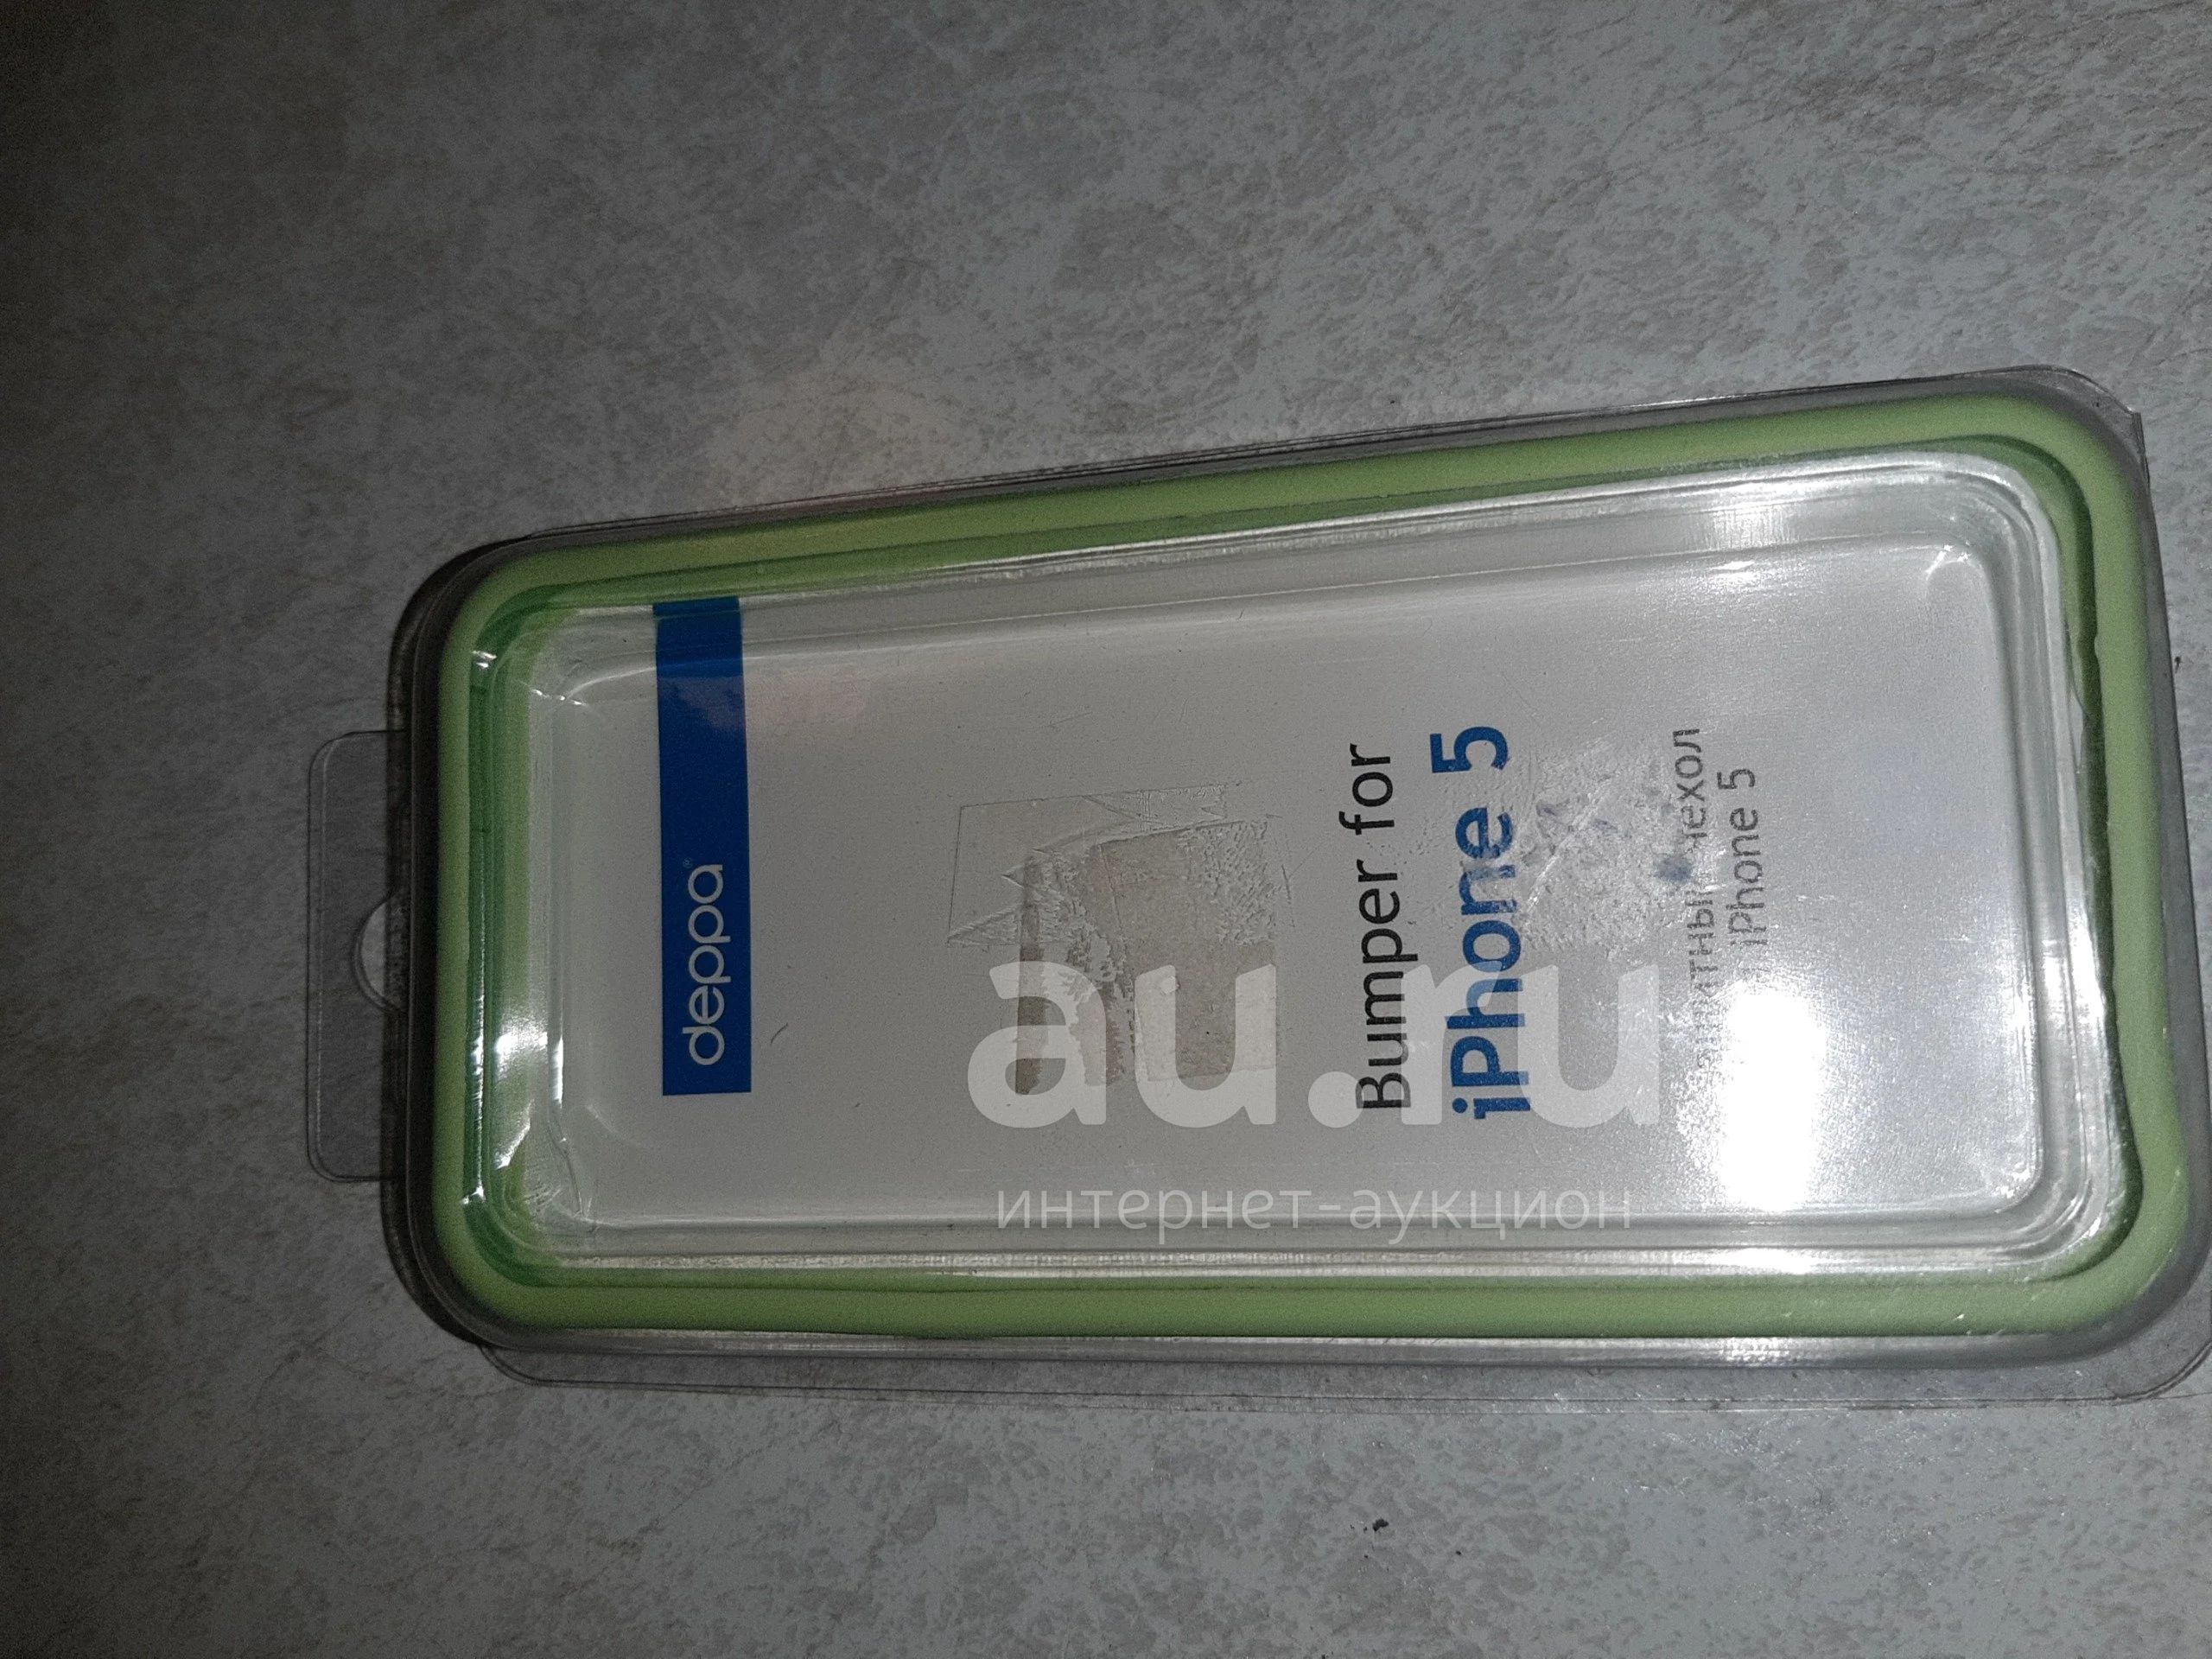 deppa®
Bumper for
iPhone 5
чехол
iPhone 5
au.ru
интернет-аукцион